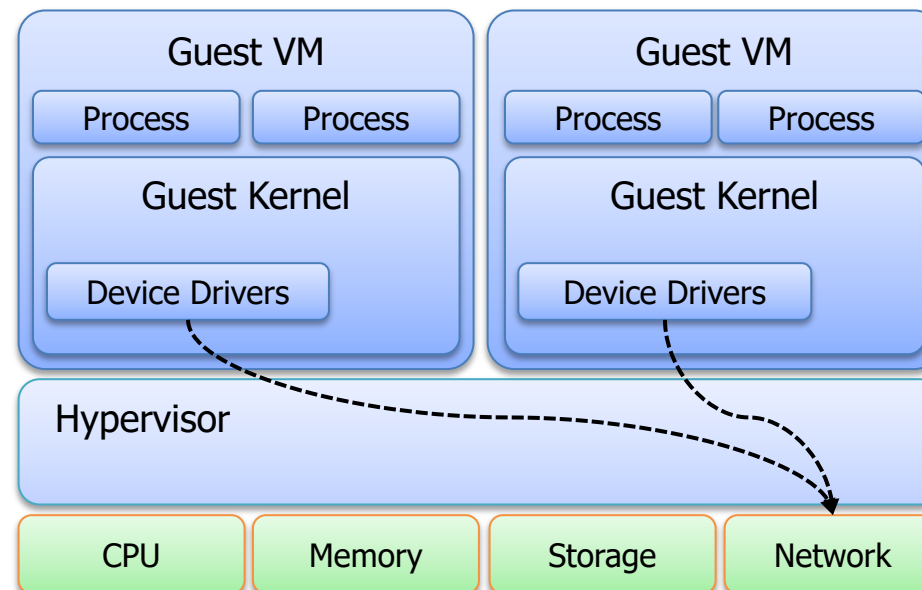 Guest VM
Process Process
Guest Kernel
Device Drivers
Guest VM
Process Process
Guest Kernel
Device Drivers
Hypervisor
CPU Memory Storage Network